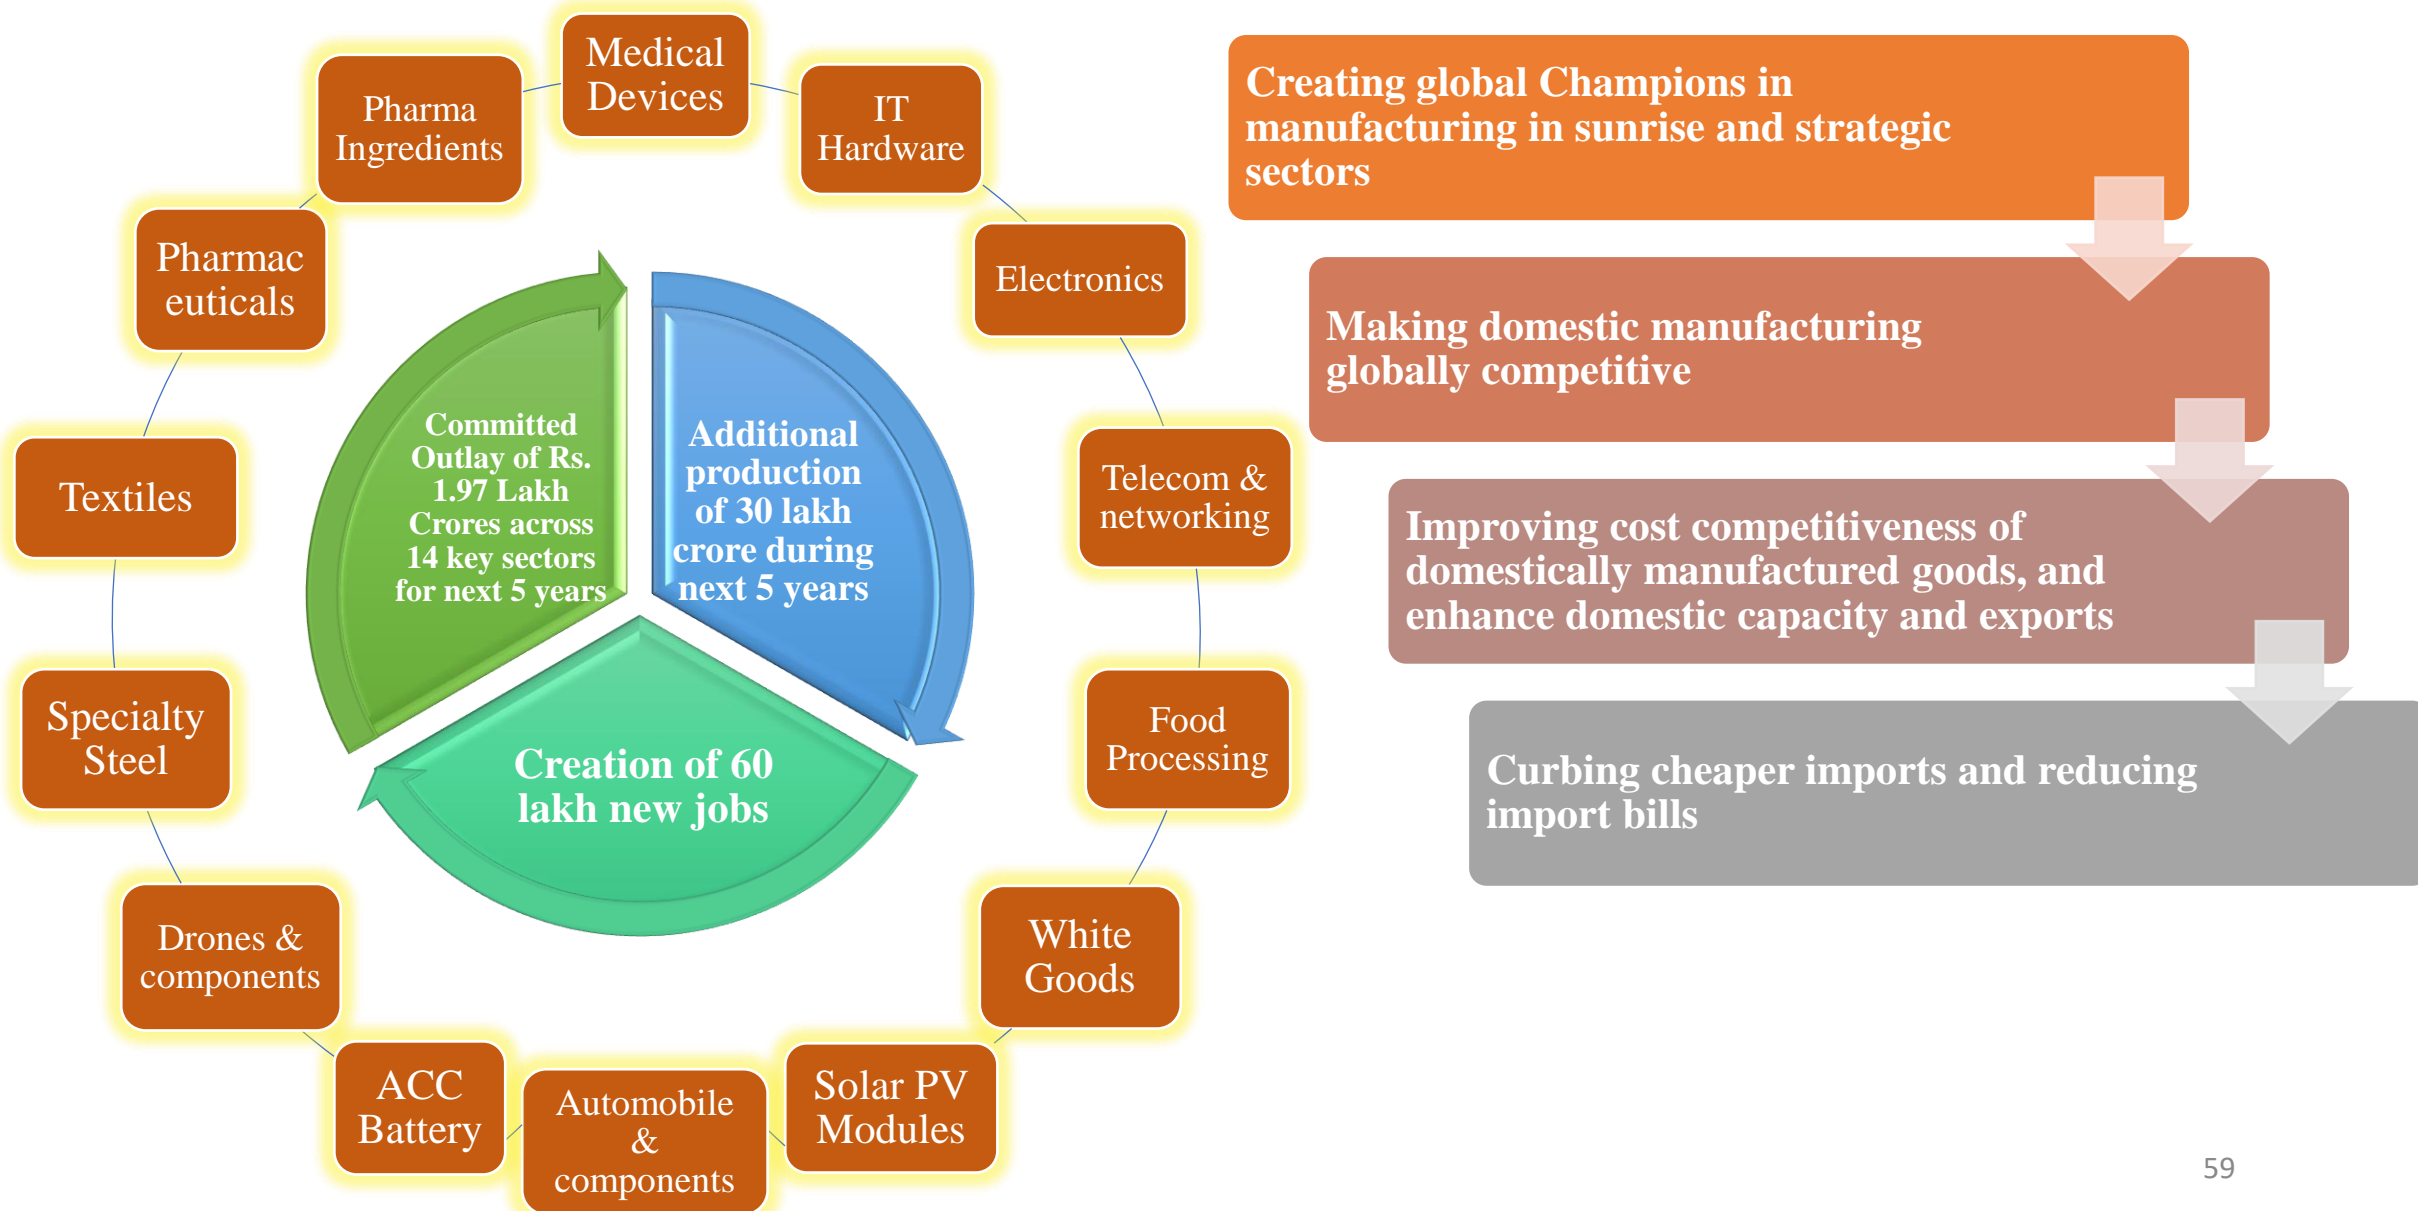 Medical
Devices
IT
Hardware
Electronics
Telecom &
networking
Food
Processing
White
Goods
Solar PV
Modules
Automobile
&
components
ACC
Battery
Drones &
components
Specialty
Steel
Textiles
Pharmac
euticals
Pharma
Ingredients
Committed
Outlay of Rs.
1.97 Lakh
Crores across
14 key sectors
for next 5 years
Additional
production
of 30 lakh
crore during
next 5 years
Creation of 60
lakh new jobs
Creating global Champions in
manufacturing in sunrise and strategic
sectors
Making domestic manufacturing
globally competitive
Improving cost competitiveness of
domestically manufactured goods, and
enhance domestic capacity and exports
Curbing cheaper imports and reducing
import bills
59